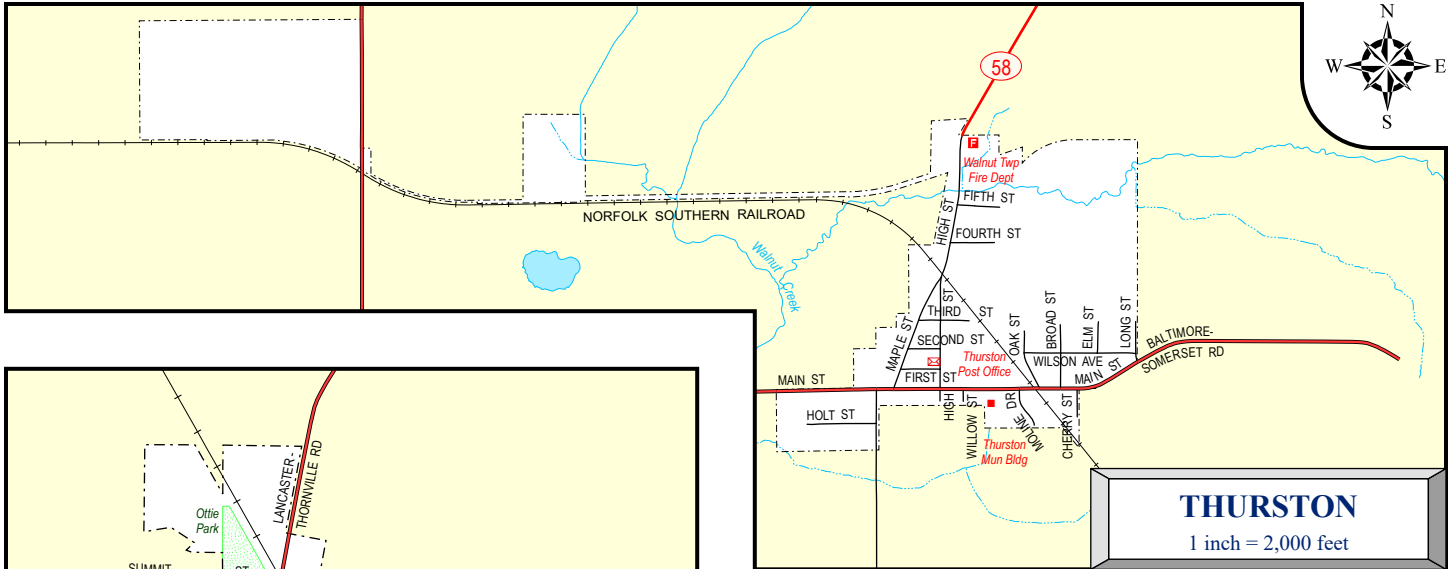 N
W
E
S
58
F
Walnut Twp
Fire Dept
FIFTH ST
HIGH ST
NORFOLK SOUTHERN RAILROAD
FOURTH ST
Walnut
Creek
ST
THIRD ST
MAPLE ST
SECOND ST
OAK ST
BROAD ST
ELM ST
LONG ST
BALTIMORE-
SOMERSET RD
Thurston
Post Office
WILSON AVE
FIRST ST
MAIN ST
MAIN ST
HOLT ST
HIGH
WILLOW ST
MOLINE DR
CHERRY ST
Thurston
Mun Bldg
THURSTON
1 inch = 2,000 feet
LANCASTER-
THORNVILLE RD
Ottie
Park
SUMMIT
ST